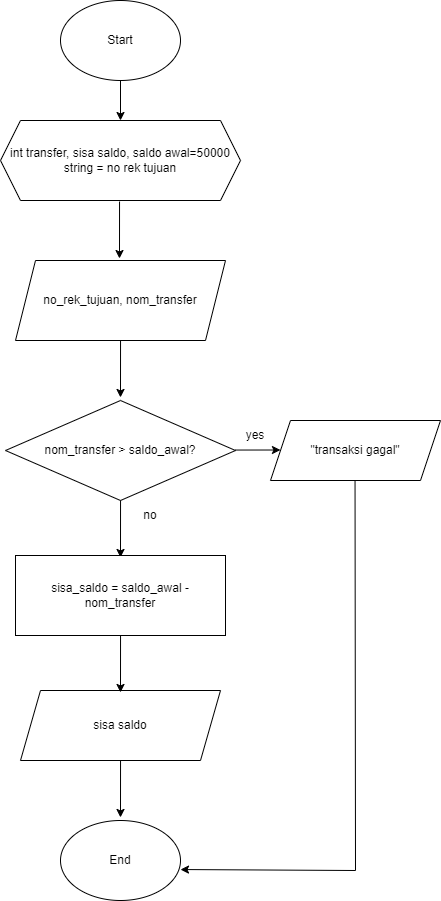 Start
int transfer, sisa saldo, saldo awal=50000
string = no rek tujuan
no_rek_tujuan, nom_transfer
nom_transfer > saldo_awal?
yes
"transaksi gagal"
no
sisa_saldo = saldo_awal -
nom_transfer
sisa saldo
End